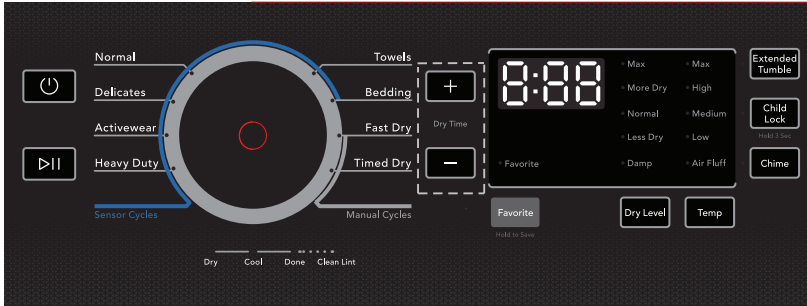 Normal
Delicates
Activewear
Heavy Duty
Sensor Cycles
Towels
Bedding
Fast Dry
Timed Dry
Manual Cycles
Dry Cool Done Clean Lint
+
Dry Time
−
8:88
Max Max
More Dry High
Normal Medium
Less Dry Low
Favorite Damp Air Fluff
Favorite
Hold to Save
Dry Level
Temp
Extended
Tumble
Child
Lock
Hold 3 Sec
Chime